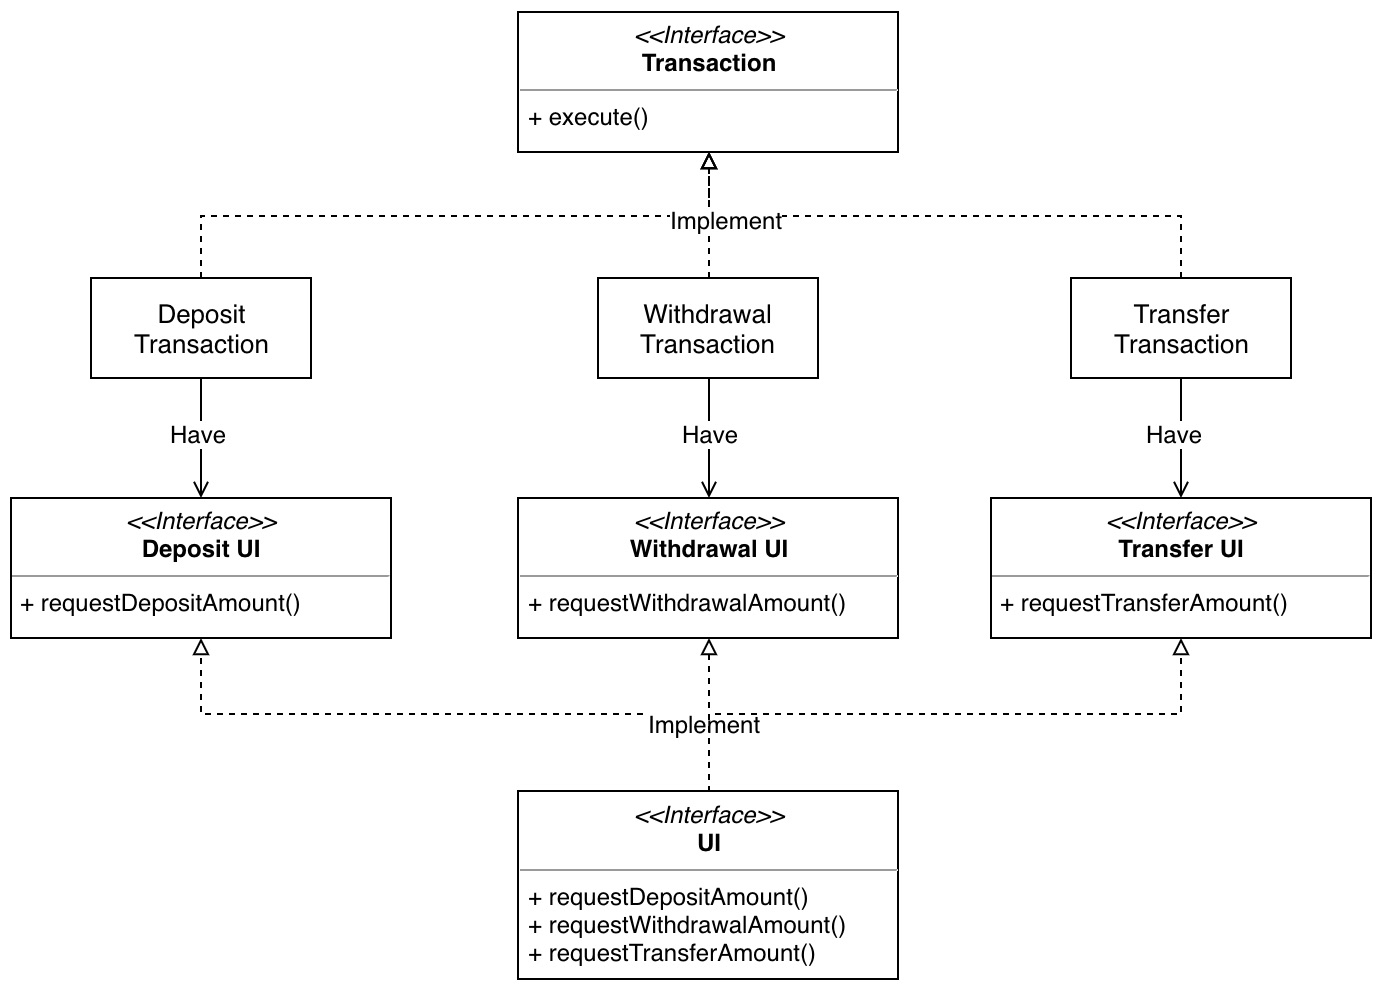 <<Interface>>
Transaction
+ execute()
Implement
Deposit
Transaction
Withdrawal
Transaction
Transfer
Transaction
Have
Have
Have
<<Interface>>
Deposit UI
+ requestDepositAmount()
<<Interface>>
Withdrawal UI
+ requestWithdrawalAmount()
<<Interface>>
Transfer UI
+ requestTransferAmount()
Implement
<<Interface>>
UI
+ requestDepositAmount()
+ requestWithdrawalAmount()
+ requestTransferAmount()